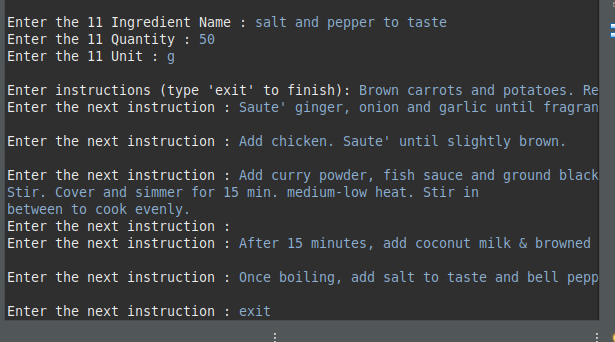 Enter the 11 Ingredient Name : salt and pepper to taste
Enter the 11 Quantity : 50
Enter the 11 Unit : g
Enter instructions (type 'exit' to finish): Brown carrots and potatoes. Re
Enter the next instruction : Saute' ginger, onion and garlic until fragran
Enter the next instruction : Add chicken. Saute' until slightly brown.
Enter the next instruction : Add curry powder, fish sauce and ground black
Stir. Cover and simmer for 15 min. medium-low heat. Stir in
between to cook evenly.
Enter the next instruction :
Enter the next instruction : After 15 minutes, add coconut milk & browned
Enter the next instruction : Once boiling, add salt to taste and bell pepp
Enter the next instruction : exit